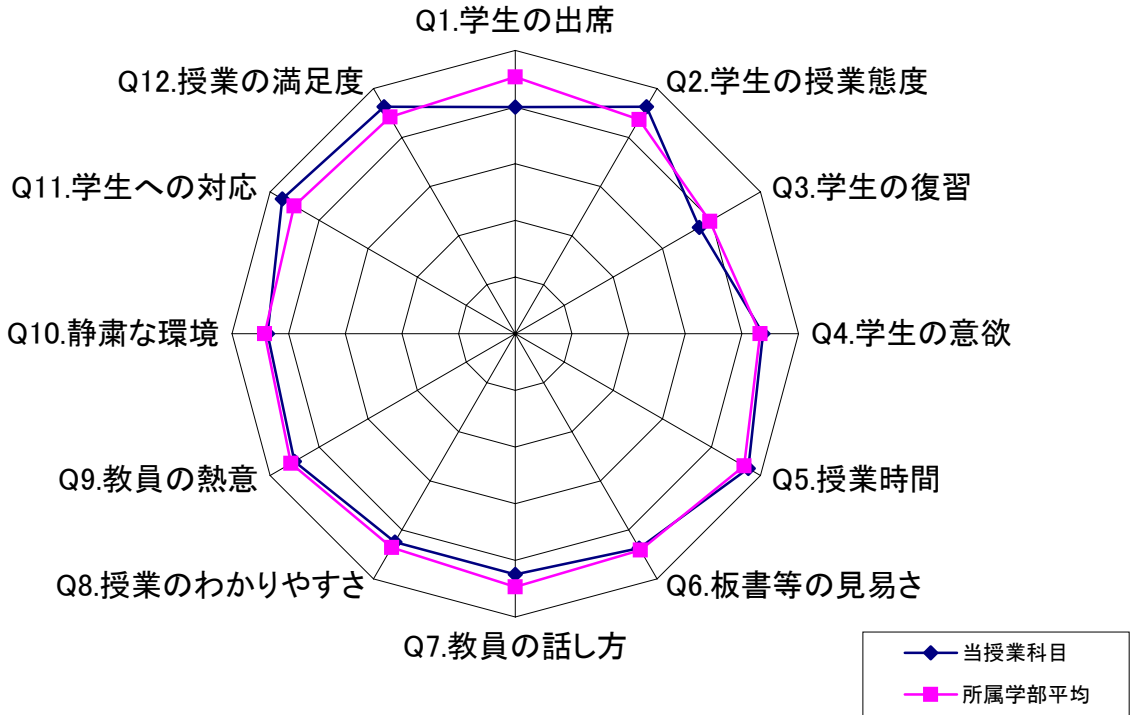 Q1.学生の出席
Q2.学生の授業態度
Q3.学生の復習
Q4.学生の意欲
Q5.授業時間
Q6.板書等の見易さ
Q7.教員の話し方
Q8.授業のわかりやすさ
Q9.教員の熱意
Q10.静粛な環境
Q11.学生への対応
Q12.授業の満足度
当授業科目
所属学部平均